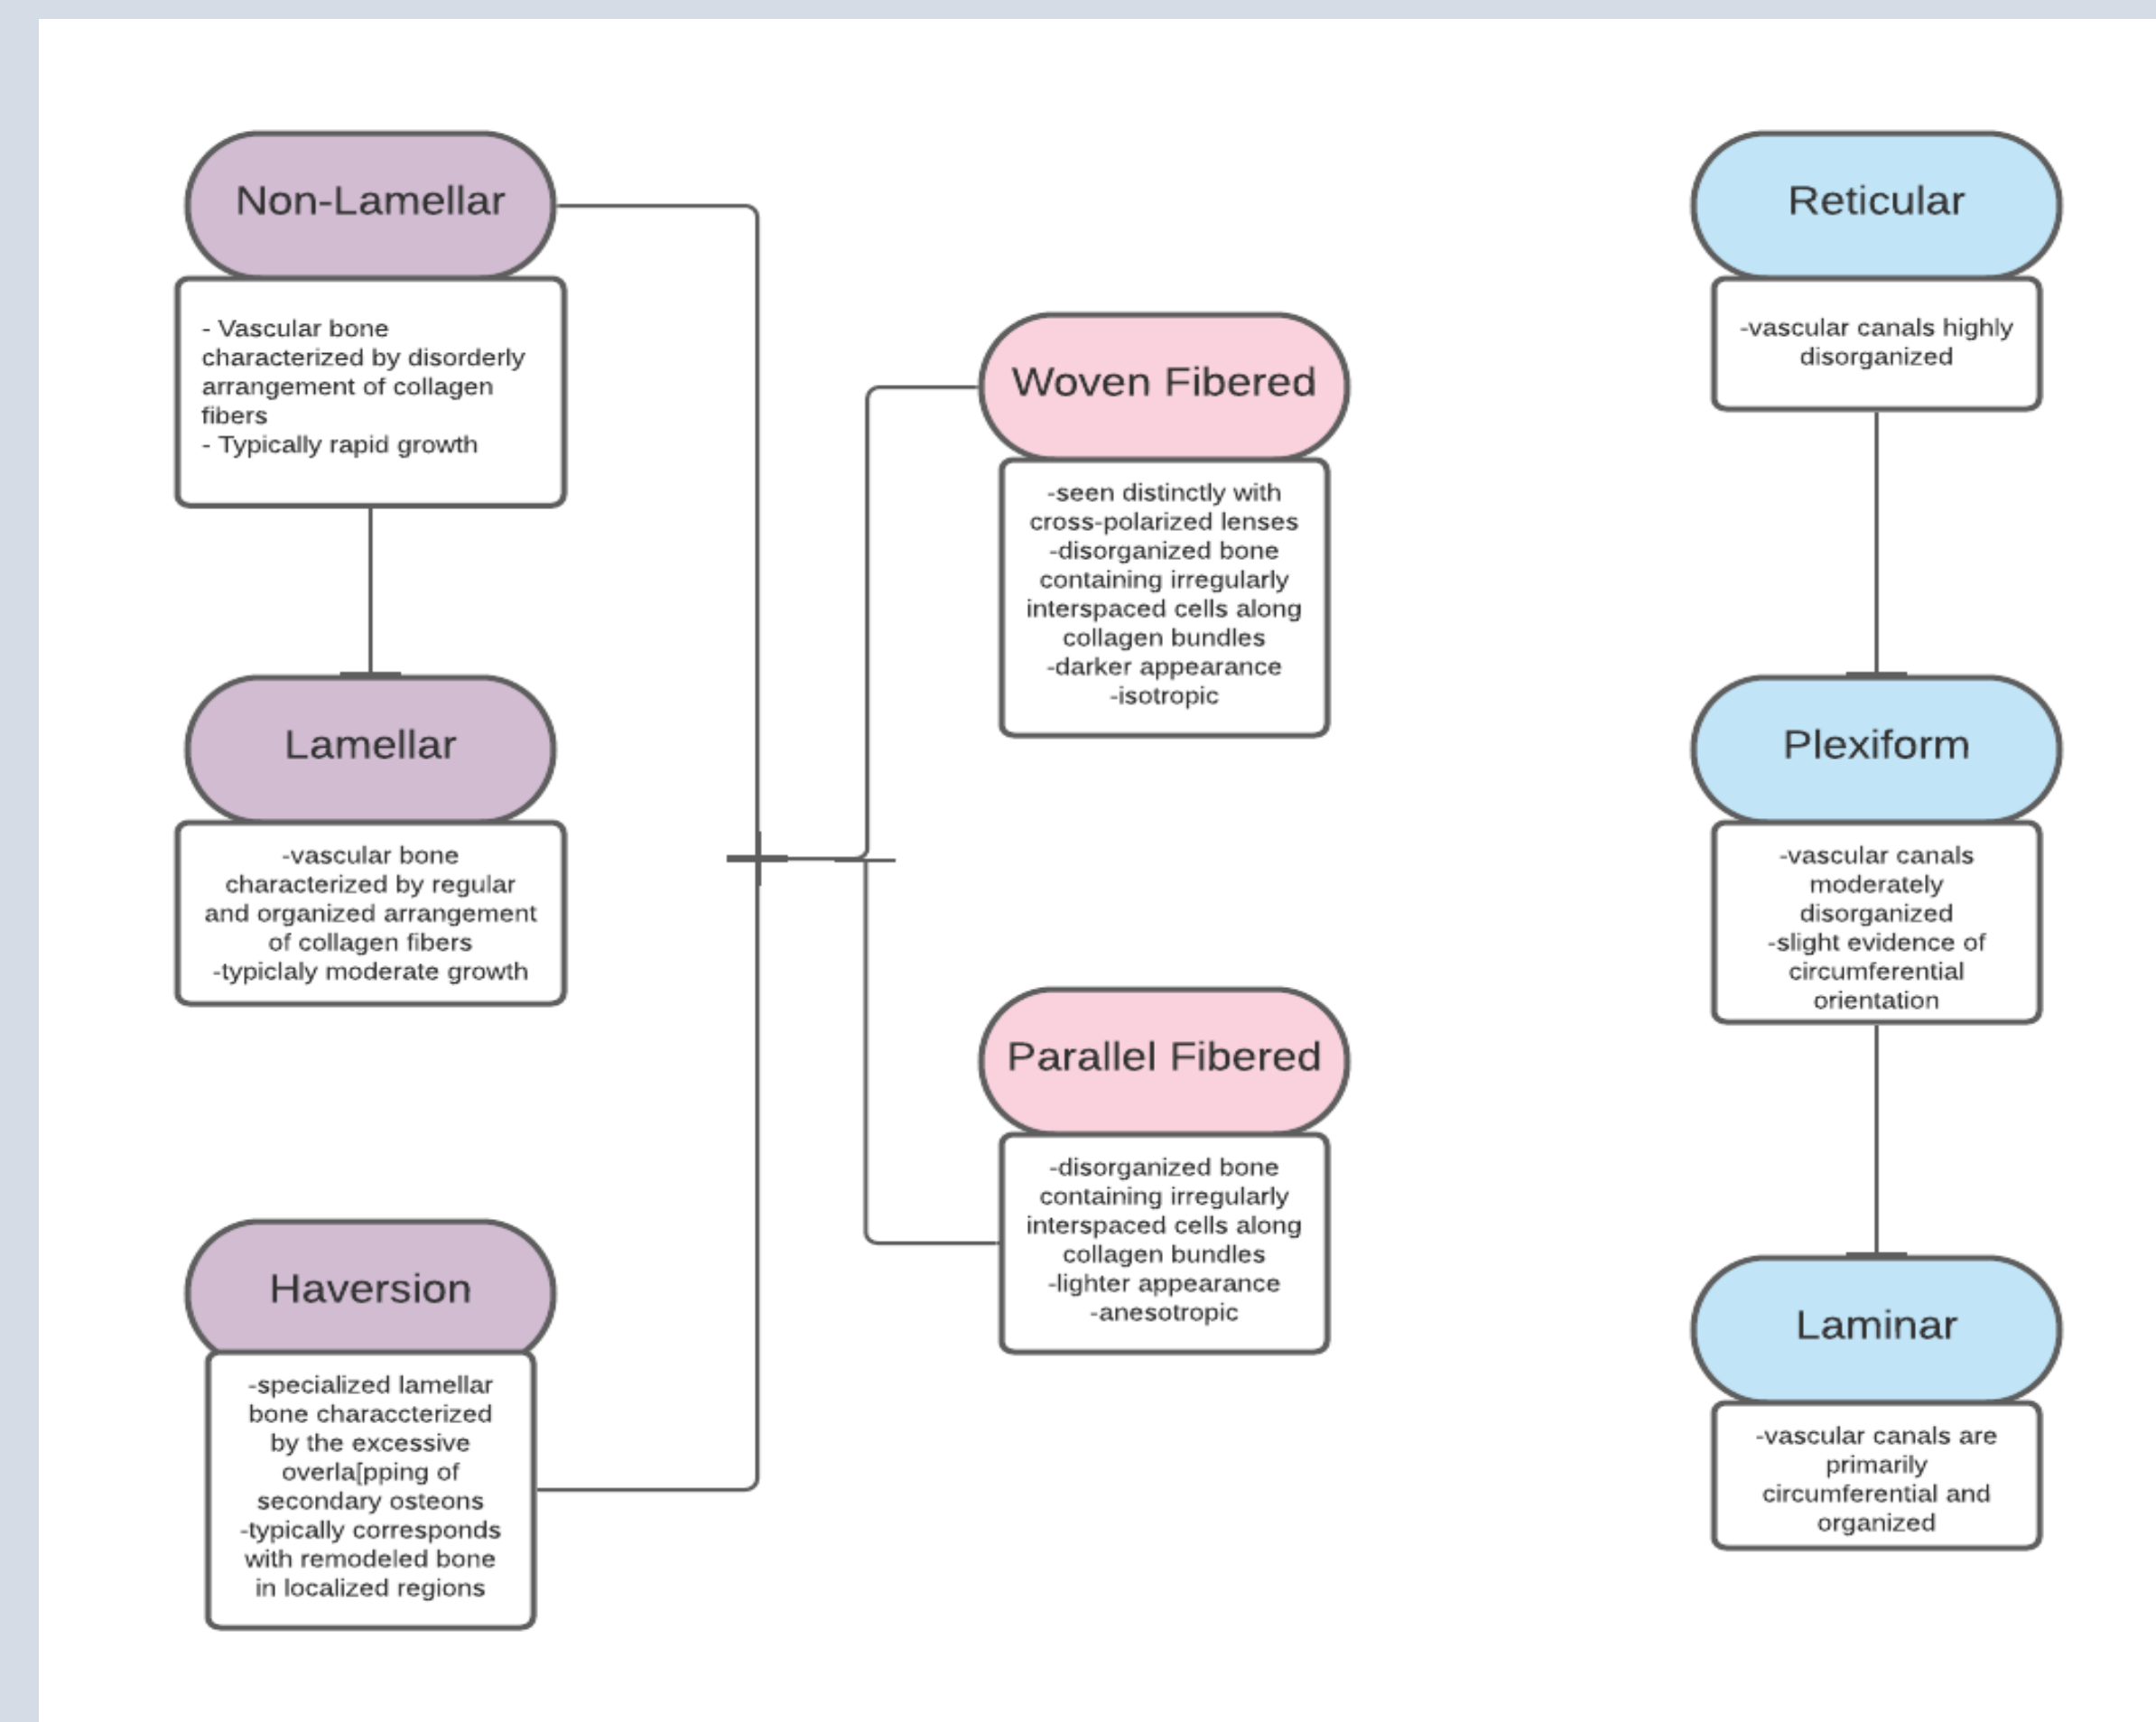 Non-Lamellar
- Vascular bone
characterized by disorderly
arrangement of collagen
fibers
- Typically rapid growth
Lamellar
-vascular bone
characterized by regular
and organized arrangement
of collagen fibers
-typiclaly moderate growth
Haversion
-specialized lamellar
bone characcterized
by the excessive
overla[pping of
secondary osteons
-typically corresponds
with remodeled bone
in localized regions
Woven Fibered
-seen distinctly with
cross-polarized lenses
-disorganized bone
containing irregularly
interspaced cells along
collagen bundles
-darker appearance
-isotropic
Parallel Fibered
-disorganized bone
containing irregularly
interspaced cells along
collagen bundles
-lighter appearance
-anesotropic
Reticular
-vascular canals highly
disorganized
Plexiform
-vascular canals
moderately
disorganized
-slight evidence of
circumferential
orientation
Laminar
-vascular canals are
primarily
circumferential and
organized